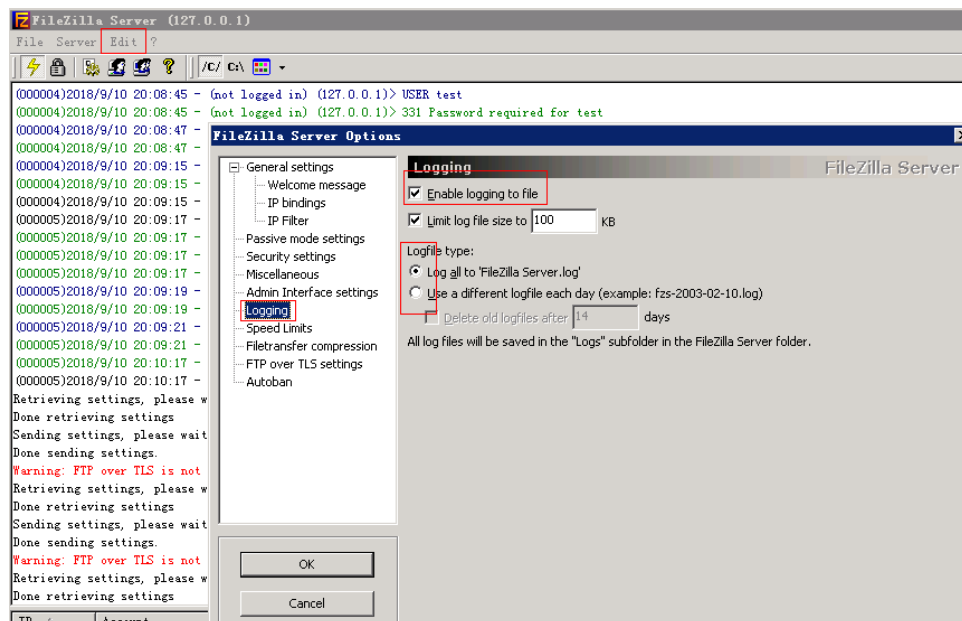 FileZilla Server (127.0.0.1)
File Server Edit ?
/C/ C:\
(000004)2018/9/10 20:08:45 - (not logged in) (127.0.0.1)> USER test
(000004)2018/9/10 20:08:45 - (not logged in) (127.0.0.1)> 331 Password required for test
(000004)2018/9/10 20:08:47 -
(000004)2018/9/10 20:08:47 -
(000004)2018/9/10 20:09:15 -
(000004)2018/9/10 20:09:15 -
(000004)2018/9/10 20:09:15 -
(000005)2018/9/10 20:09:17 -
(000005)2018/9/10 20:09:17 -
(000005)2018/9/10 20:09:17 -
(000005)2018/9/10 20:09:17 -
(000005)2018/9/10 20:09:19 -
(000005)2018/9/10 20:09:19 -
(000005)2018/9/10 20:09:21 -
(000005)2018/9/10 20:09:21 -
(000005)2018/9/10 20:10:17 -
(000005)2018/9/10 20:10:17 -
Retrieving settings, please w
Done retrieving settings
Sending settings, please wait
Done sending settings.
Warning: FTP over TLS is not
Retrieving settings, please w
Done retrieving settings
Sending settings, please wait
Done sending settings.
Warning: FTP over TLS is not
Retrieving settings, please w
Done retrieving settings
FileZilla Server Options
General settings
Welcome message
IP bindings
IP Filter
Passive mode settings
Security settings
Miscellaneous
Admin Interface settings
Logging
Speed Limits
Filetransfer compression
FTP over TLS settings
Autoban
OK
Cancel
Logging
FileZilla Server
Enable logging to file
Limit log file size to 100 KB
Logfile type:
Log all to 'FileZilla Server.log'
Use a different logfile each day (example: fzs-2003-02-10.log)
Delete old logfiles after 14 days
All log files will be saved in the "Logs" subfolder in the FileZilla Server folder.